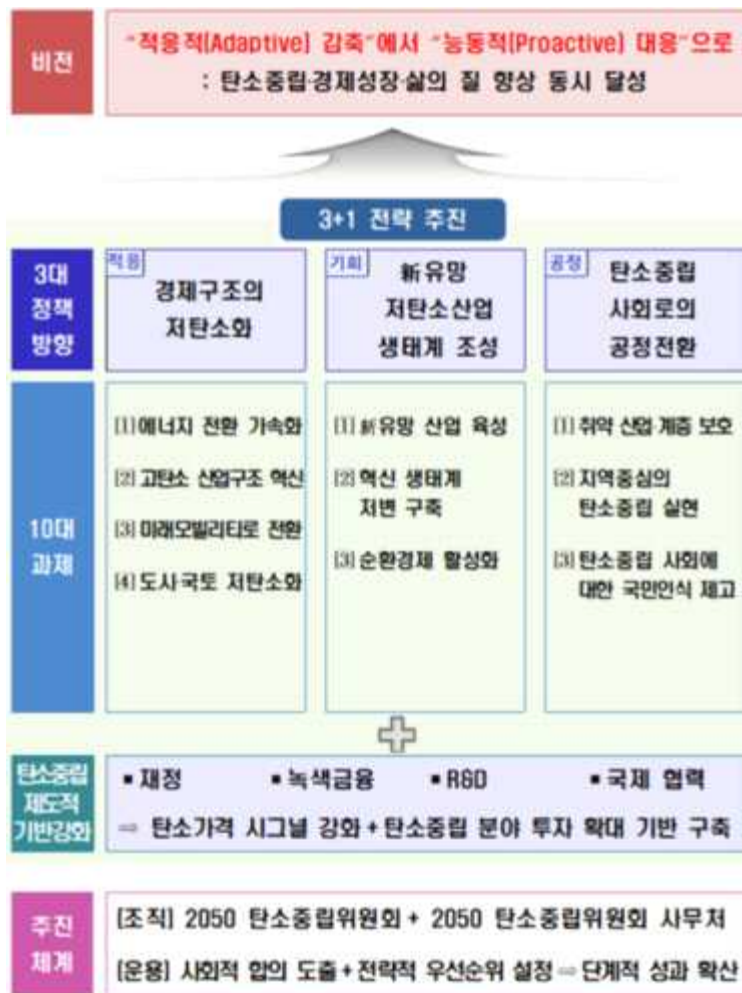 비전
"적응적(Adaptive) 감축"에서 "능동적(Proactive) 대응"으로
: 탄소중립·경제성장·삶의 질 향상 동시 달성
3+1 전략 추진
3대
정책
방향
적응
경제구조의
저탄소화
기회
新유망
저탄소산업
생태계 조성
공정
탄소중립
사회로의
공정전환
10대
과제
[1] 에너지 전환 가속화
[2] 고탄소 산업구조 혁신
[3] 미래모빌리티로 전환
[4] 도시·국토 저탄소화
[1] 新유망 산업 육성
[2] 혁신 생태계
저변 구축
[3] 순환경제 활성화
[1] 취약 산업·계층 보호
[2] 지역중심의
탄소중립 실현
[3] 탄소중립 사회에
대한 국민인식 제고
탄소중립
제도적
기반강화
▪ 재정 ▪ 녹색금융 ▪ R&D ▪ 국제 협력
⇨ 탄소가격 시그널 강화 + 탄소중립 분야 투자 확대 기반 구축
추진
체계
[조직] 2050 탄소중립위원회 + 2050 탄소중립위원회 사무처
[운용] 사회적 합의 도출 + 전략적 우선순위 설정 ⇨ 단계적 성과 확산